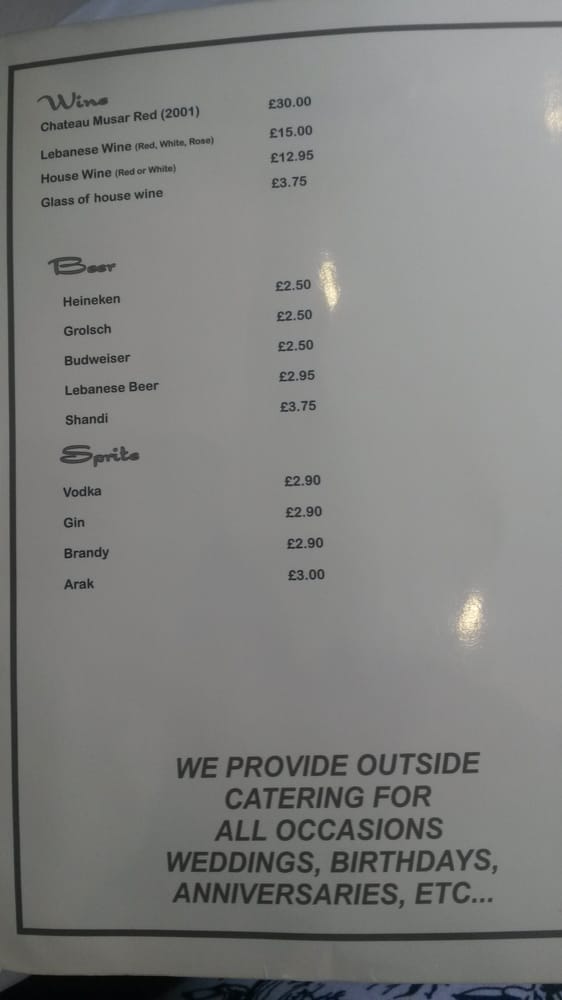 Wine
Chateau Musar Red (2001) £30.00
Lebanese Wine (Red, White, Rose) £15.00
House Wine (Red or White) £12.95
Glass of house wine £3.75
Beer
Heineken £2.50
Grolsch £2.50
Budweiser £2.50
Lebanese Beer £2.95
Shandi £3.75
Sprits
Vodka £2.90
Gin £2.90
Brandy £2.90
Arak £3.00
WE PROVIDE OUTSIDE
CATERING FOR
ALL OCCASIONS
WEDDINGS, BIRTHDAYS,
ANNIVERSARIES, ETC...